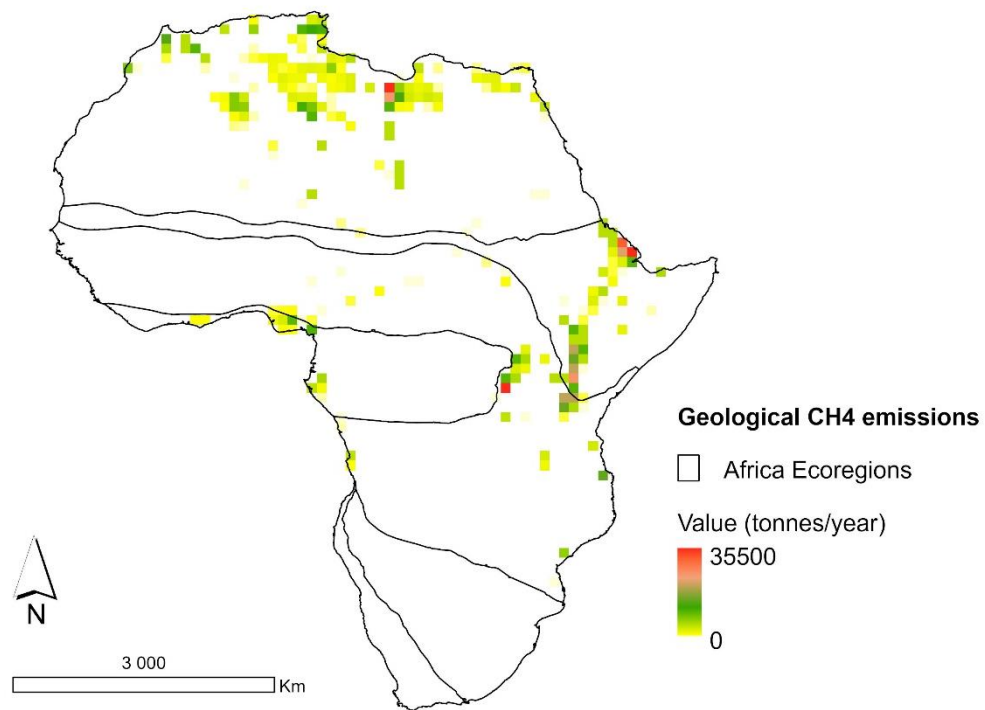 Geological CH4 emissions
Africa Ecoregions
Value (tonnes/year)
35500
0
N
3 000
Km